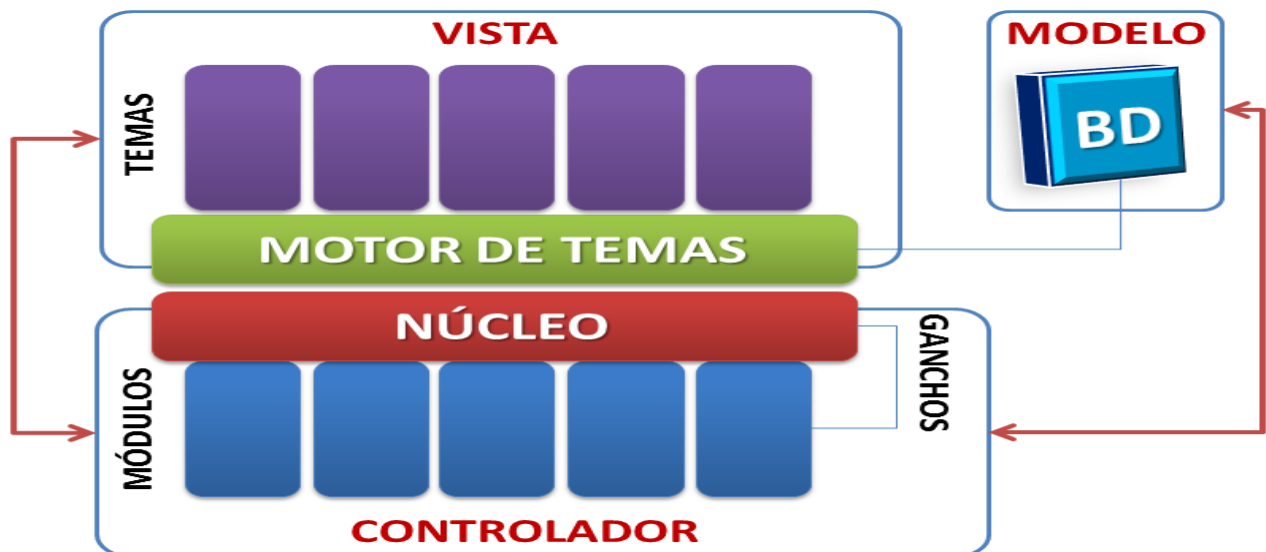 VISTA
MODELO
TEMAS
BD
MOTOR DE TEMAS
NÚCLEO
GANCHOS
MÓDULOS
CONTROLADOR